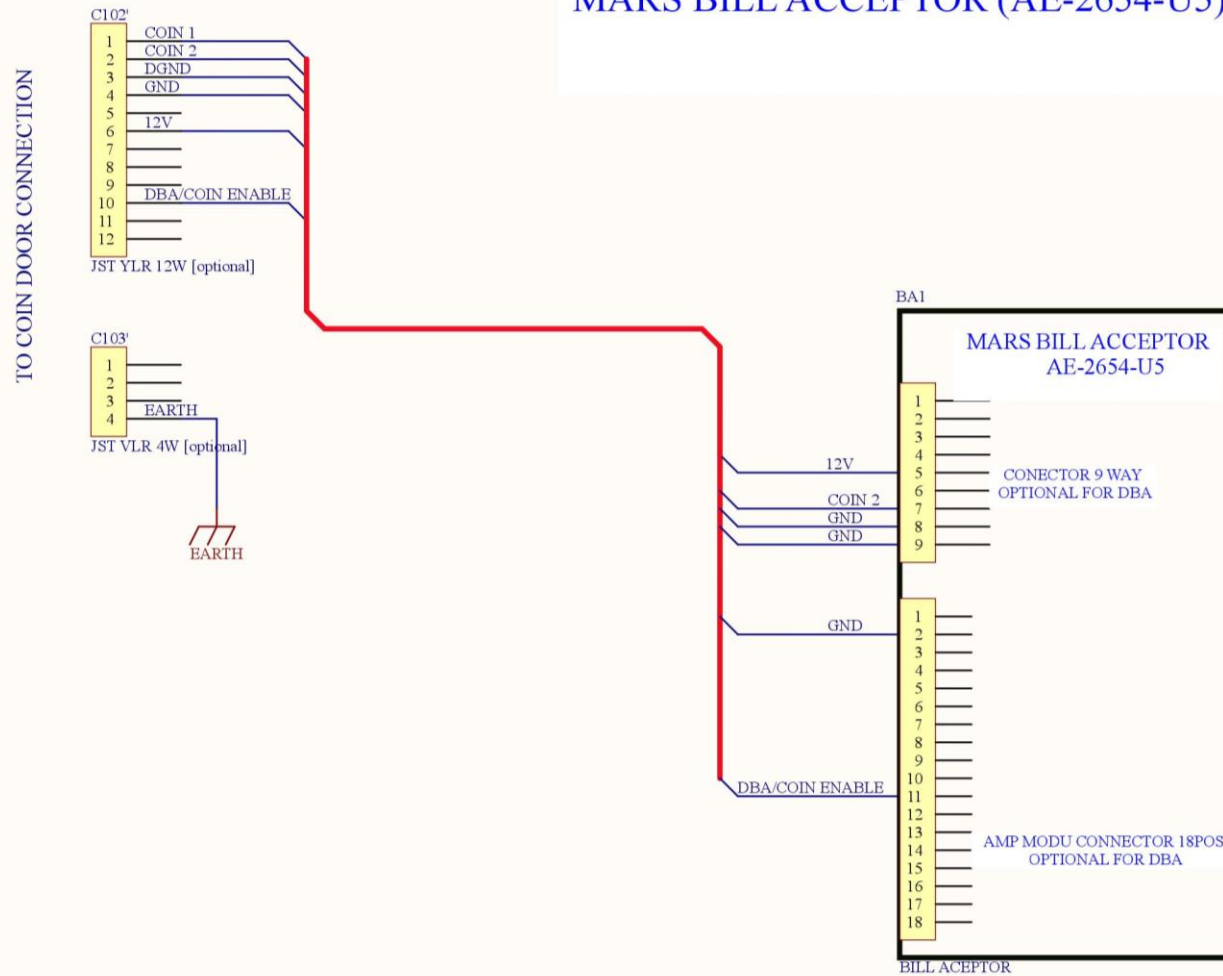 MARS BILL ACCEPTOR (AE-2654-U5)
TO COIN DOOR CONNECTION
C102'
1 COIN 1
2 COIN 2
3 DGND
4 GND
5
6 12V
7
8
9
10 DBA/COIN ENABLE
11
12
JST YLR 12W [optional]
C103'
1
2
3
4 EARTH
JST VLR 4W [optional]
EARTH
BA1
MARS BILL ACCEPTOR
AE-2654-U5
1
2
3
4
12V 5
6
COIN 2 7
GND 8
GND 9
CONECTOR 9 WAY
OPTIONAL FOR DBA
1
GND 2
3
4
5
6
7
8
9
10
DBA/COIN ENABLE 11
12
13
14
15
16
17
18
AMP MODU CONNECTOR 18POS
OPTIONAL FOR DBA
BILL ACEPTOR